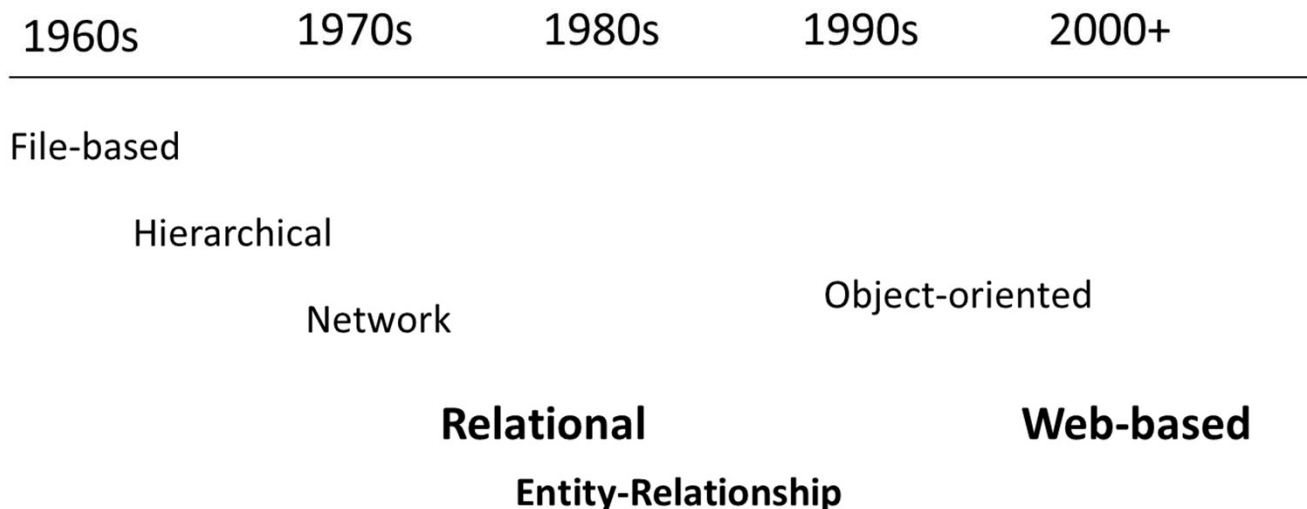 1960s 1970s 1980s 1990s 2000+
File-based
Hierarchical
Object-oriented
Network
Relational Web-based
Entity-Relationship